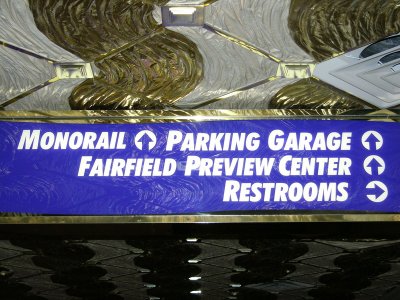 MONORAIL PARKING GARAGE
FAIRFIELD PREVIEW CENTER
RESTROOMS